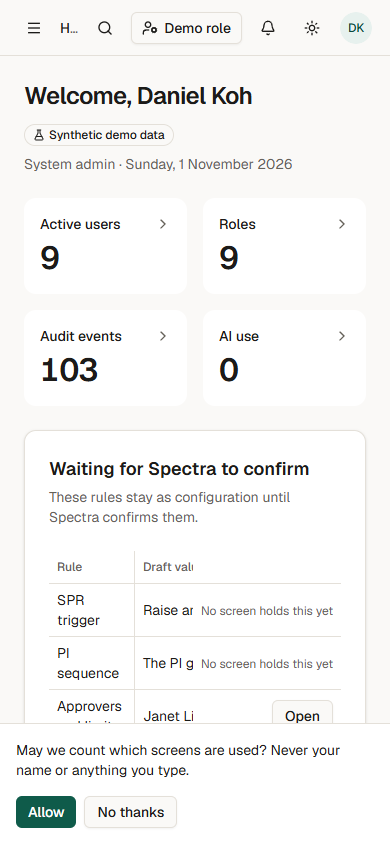 H...
Demo role
DK
Welcome, Daniel Koh
Synthetic demo data
System admin · Sunday, 1 November 2026
Active users
9
Roles
9
Audit events
103
AI use
0
Waiting for Spectra to confirm
These rules stay as configuration until
Spectra confirms them.
Rule
Draft valu
SPR
trigger
Raise an
No screen holds this yet
PI
sequence
The PI g
No screen holds this yet
Approvers
Janet Li
Open
May we count which screens are used? Never your
name or anything you type.
Allow
No thanks